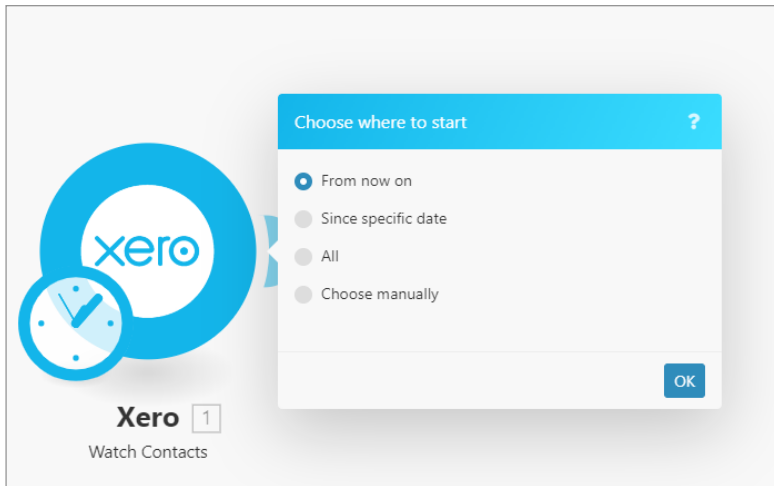 Choose where to start ?
From now on
Since specific date
All
Choose manually
OK
xero
Xero 1
Watch Contacts